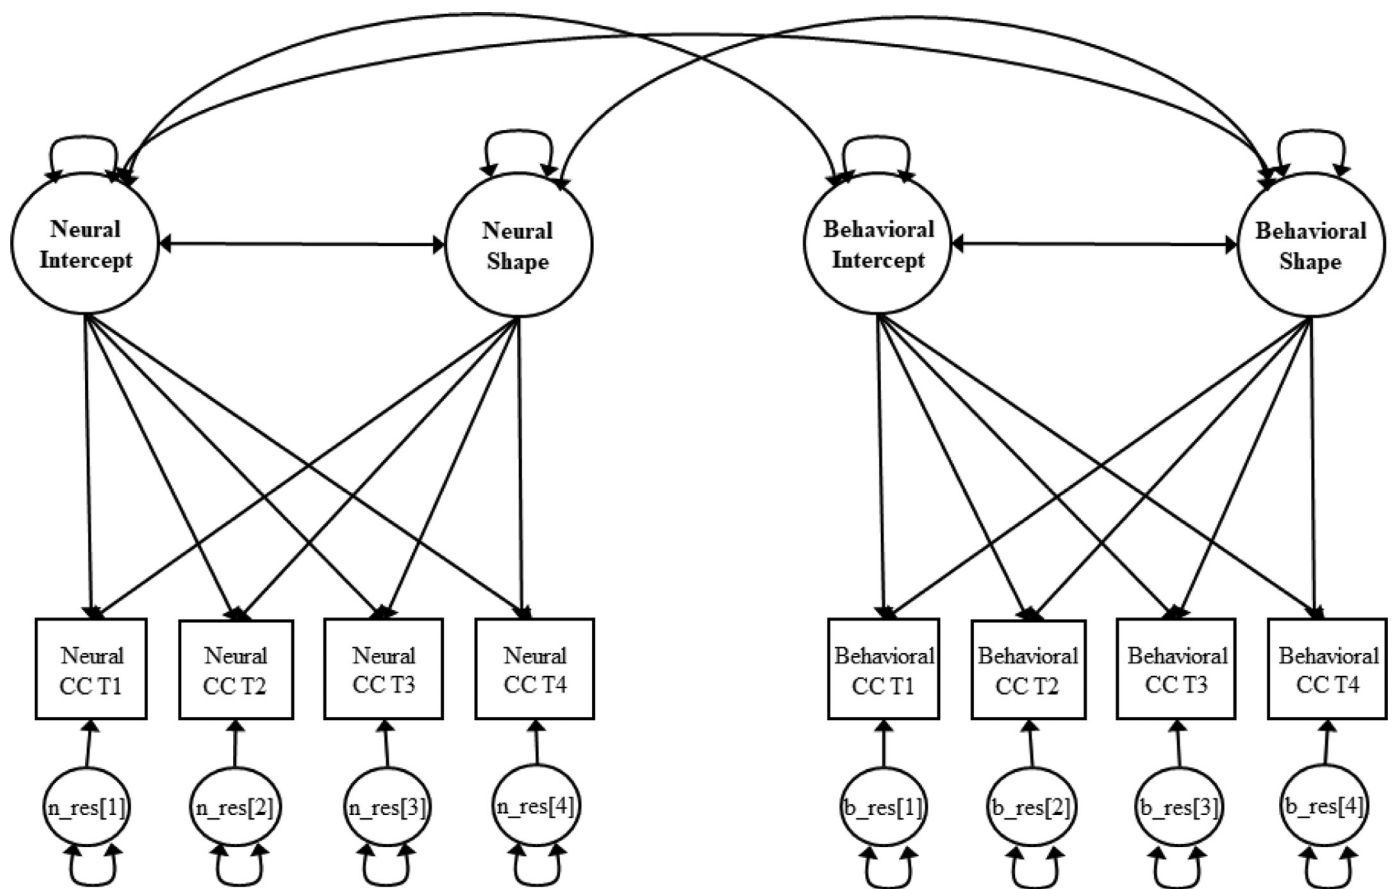 Neural
Intercept
Neural
Shape
Behavioral
Intercept
Behavioral
Shape
Neural
CC T1
Neural
CC T2
Neural
CC T3
Neural
CC T4
Behavioral
CC T1
Behavioral
CC T2
Behavioral
CC T3
Behavioral
CC T4
n_res[1]
n_res[2]
n_res[3]
n_res[4]
b_res[1]
b_res[2]
b_res[3]
b_res[4]